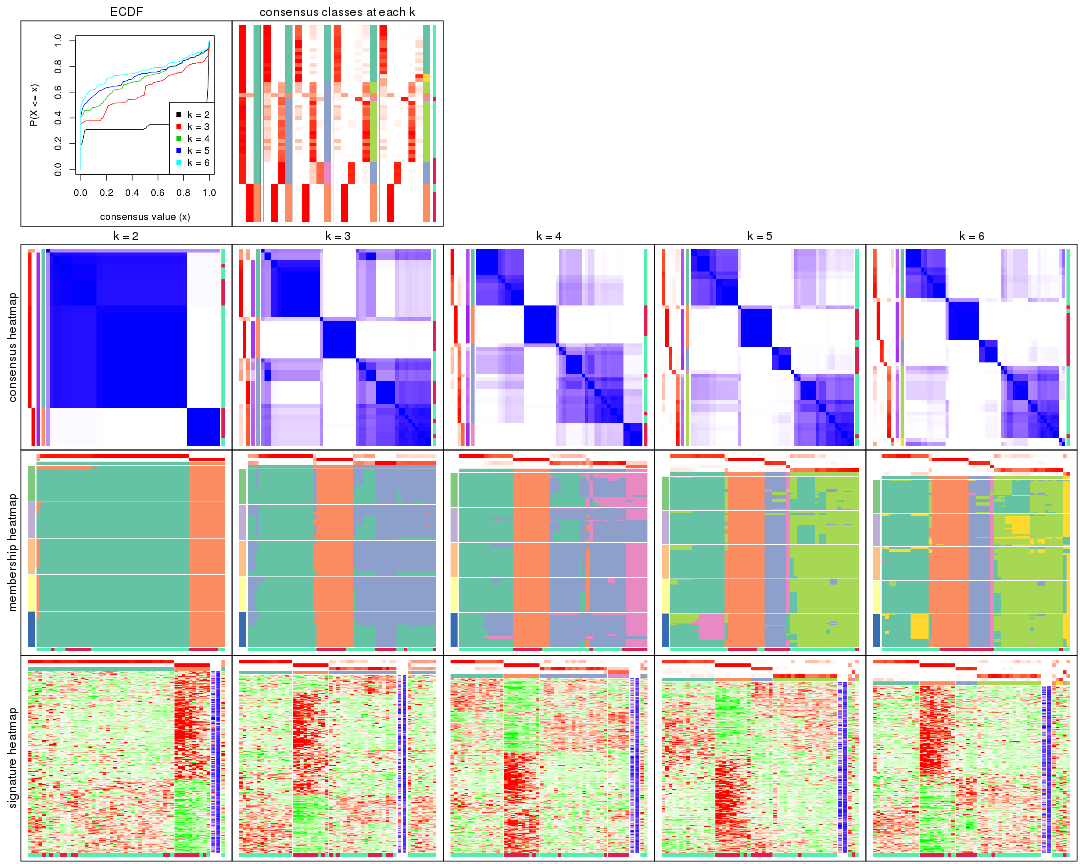 ECDF
consensus classes at each k
P(X <= x)
0.0 0.2 0.4 0.6 0.8 1.0
k = 2
k = 3
k = 4
k = 5
k = 6
0.0 0.2 0.4 0.6 0.8 1.0
consensus value (x)
k = 2
k = 3
k = 4
k = 5
k = 6
consensus heatmap
membership heatmap
signature heatmap